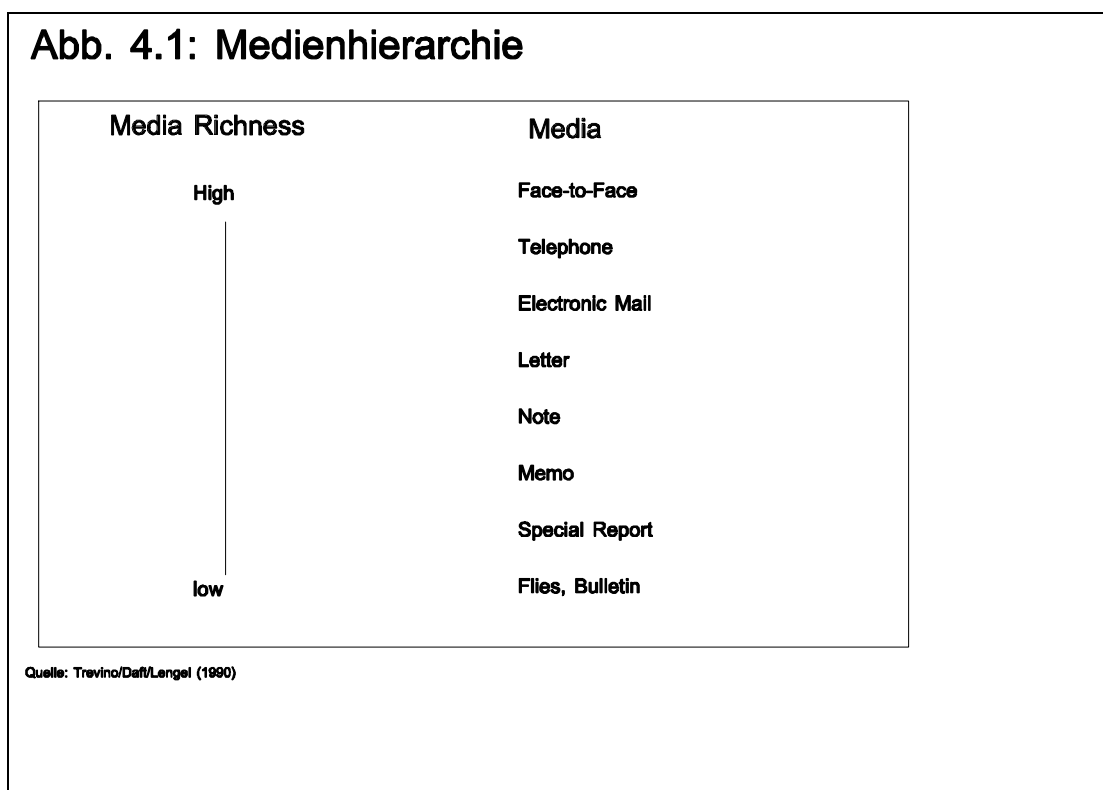 Abb. 4.1: Medienhierarchie
Media Richness
Media
High
Face-to-Face
Telephone
Electronic Mail
Letter
Note
Memo
Special Report
low
Flies, Bulletin
Quelle: Trevino/Daft/Lengel (1990)